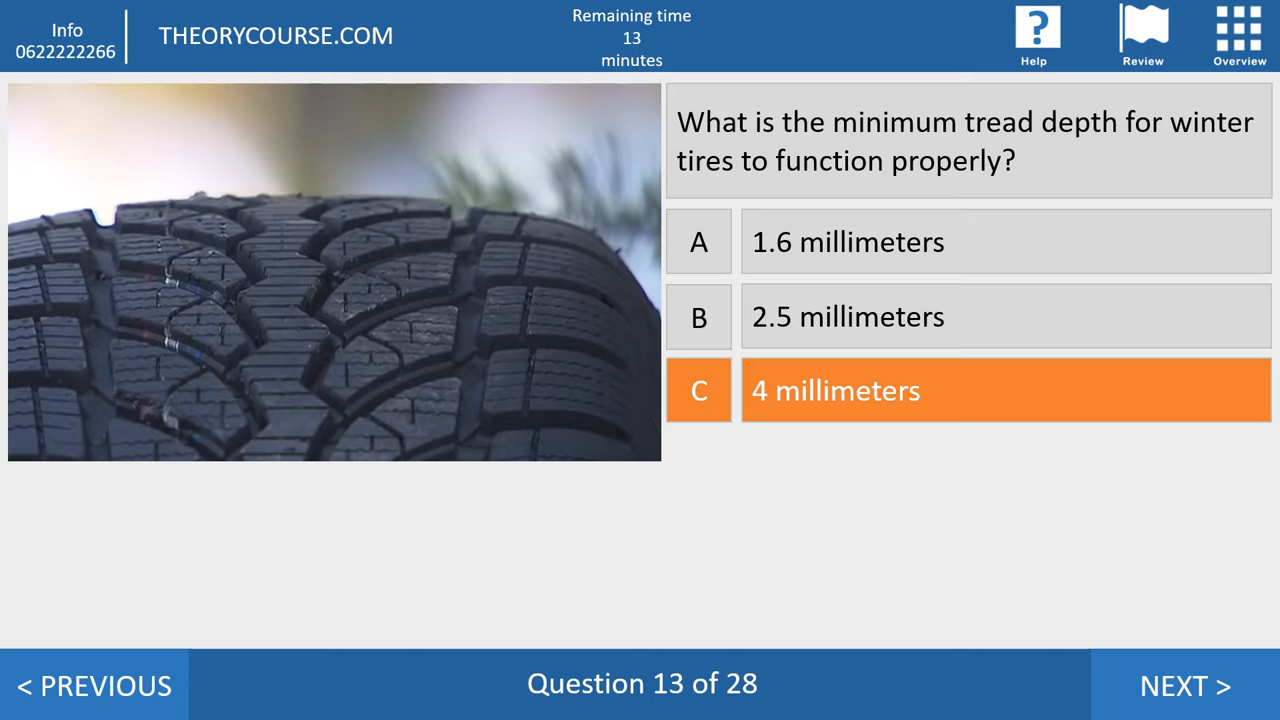 Info
0622222266
THEORYCOURSE.COM
Remaining time
13
minutes
?
Help
Review
Overview
What is the minimum tread depth for winter
tires to function properly?
A
1.6 millimeters
B
2.5 millimeters
C
4 millimeters
< PREVIOUS
Question 13 of 28
NEXT >